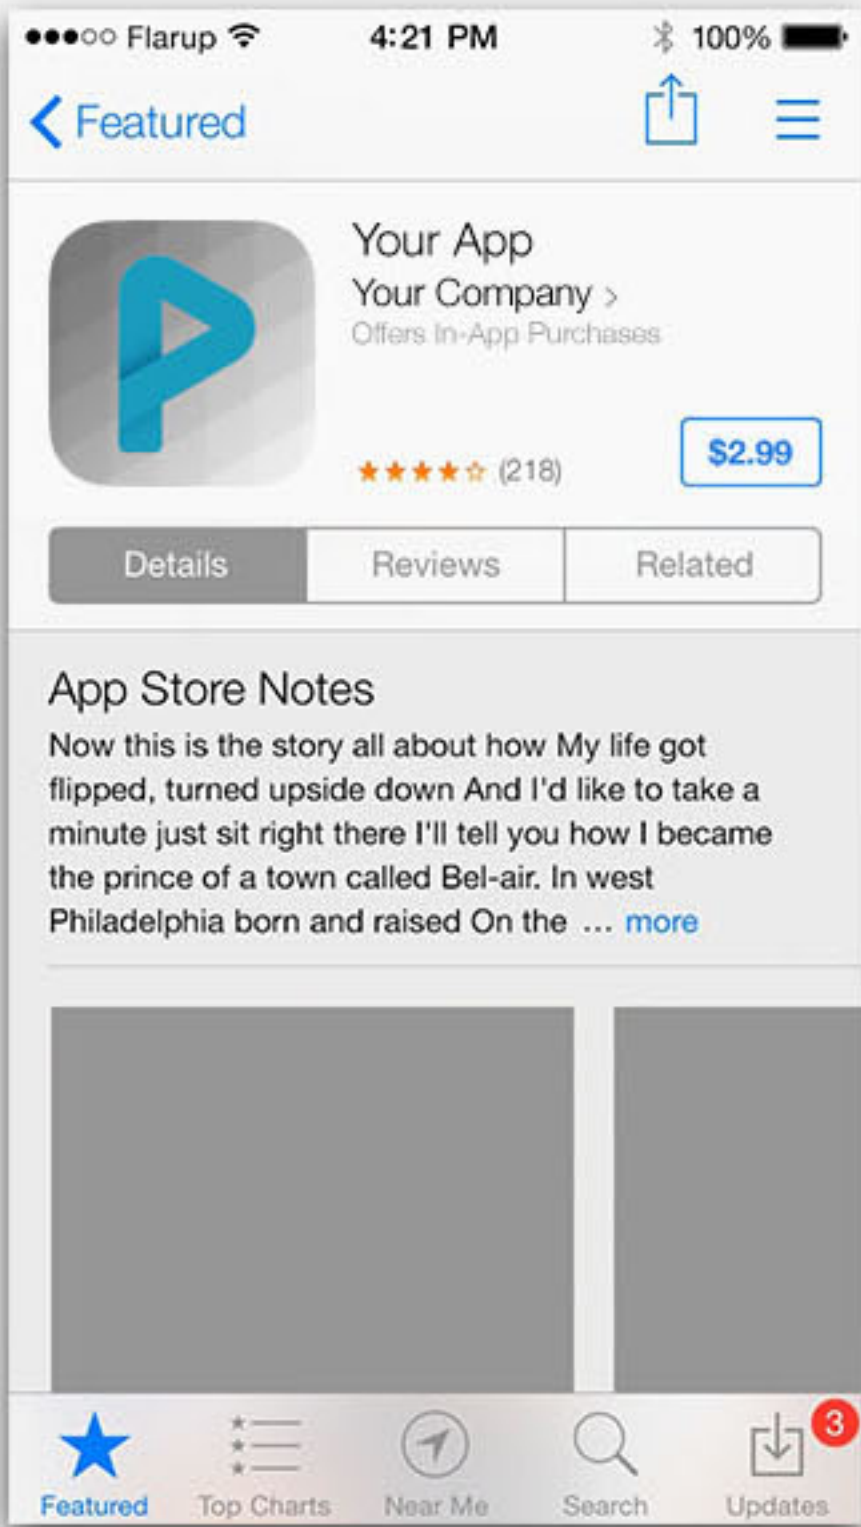 Flarup 4:21 PM 100%
Featured
Your App
Your Company >
Offers In-App Purchases
(218) $2.99
Details Reviews Related
App Store Notes
Now this is the story all about how My life got
flipped, turned upside down And I'd like to take a
minute just sit right there I'll tell you how I became
the prince of a town called Bel-air. In west
Philadelphia born and raised On the ... more
3
Featured Top Charts Near Me Search Updates